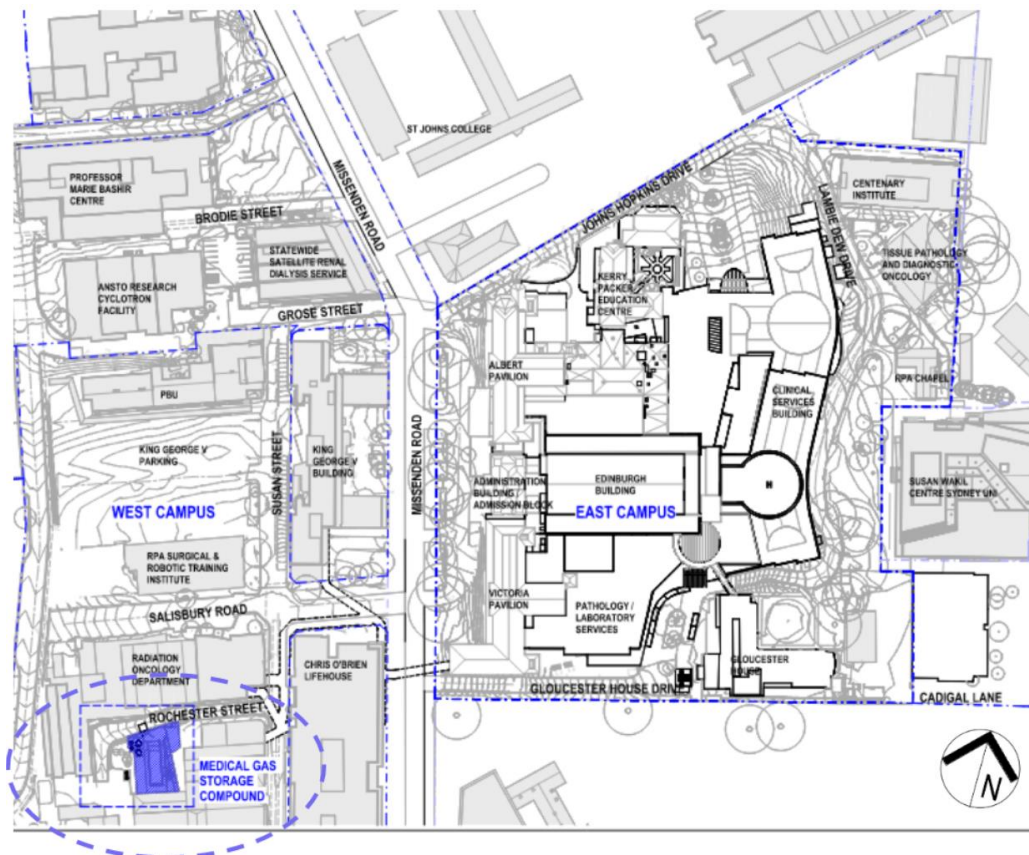 ST JOHNS COLLEGE
MISSENDEN ROAD
PROFESSOR
MARIE BASHIR
CENTRE
BRODIE STREET
STATEWIDE
SATELLITE RENAL
DIALYSIS SERVICE
ANSTO RESEARCH
CYCLOTRON
FACILITY
GROSE STREET
JOHNS HOPKINS DRIVE
LAMBIE DEW DRIVE
CENTENARY
INSTITUTE
TISSUE PATHOLOGY
AND DIAGNOSTIC
ONCOLOGY
KERRY
PACKER
EDUCATION
CENTRE
ALBERT
PAVILION
RPA CHAPEL
CLINICAL
SERVICES
BUILDING
PBU
KING GEORGE V
PARKING
SUSAN STREET
KING
GEORGE V
BUILDING
MISSENDEN ROAD
ADMINISTRATION
BUILDING /
ADMISSION BLOCK
EDINBURGH
BUILDING
H
SUSAN WAKIL
CENTRE SYDNEY UNI
WEST CAMPUS
EAST CAMPUS
RPA SURGICAL &
ROBOTIC TRAINING
INSTITUTE
SALISBURY ROAD
VICTORIA
PAVILION
PATHOLOGY /
LABORATORY
SERVICES
RADIATION
ONCOLOGY
DEPARTMENT
CHRIS O'BRIEN
LIFEHOUSE
GLOUCESTER
HOUSE
GLOUCESTER HOUSE DRIVE
CADIGAL LANE
ROCHESTER STREET
MEDICAL GAS
STORAGE
COMPOUND
N